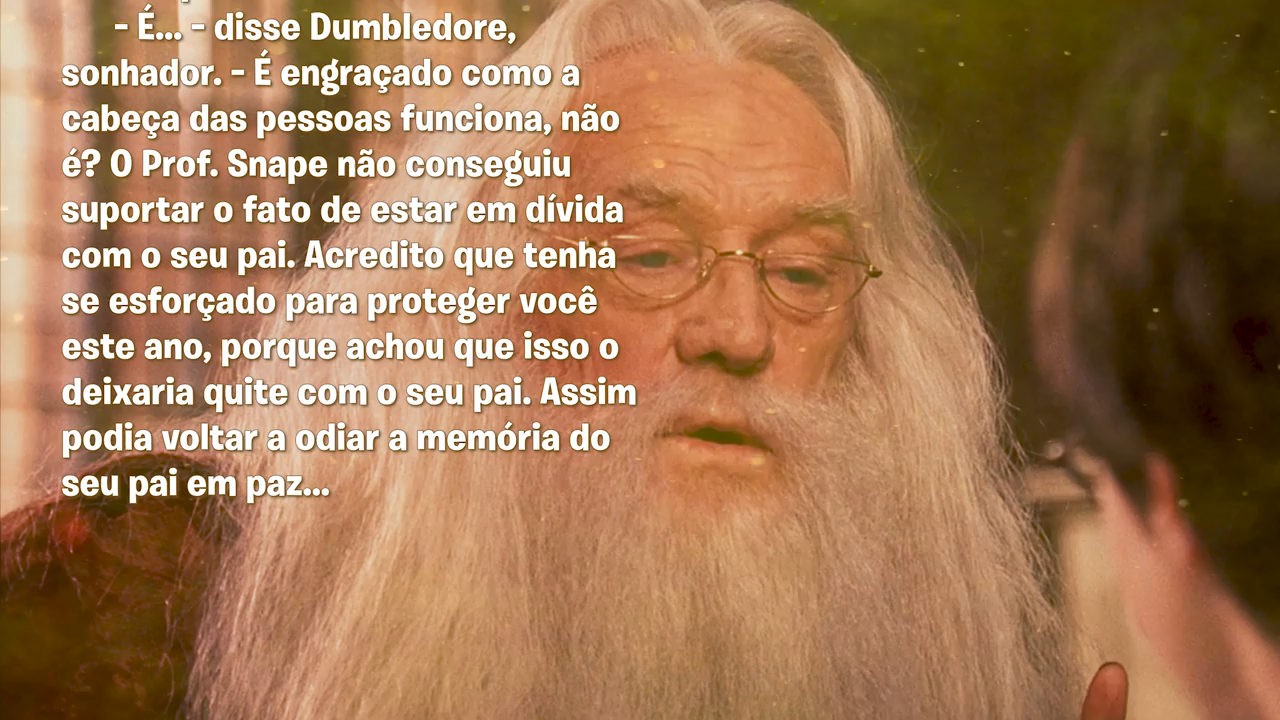 - É... - disse Dumbledore,
sonhador. - É engraçado como a
cabeça das pessoas funciona, não
é? O Prof. Snape não conseguiu
suportar o fato de estar em dívida
com o seu pai. Acredito que tenha
se esforçado para proteger você
este ano, porque achou que isso o
deixaria quite com o seu pai. Assim
podia voltar a odiar a memória do
seu pai em paz...